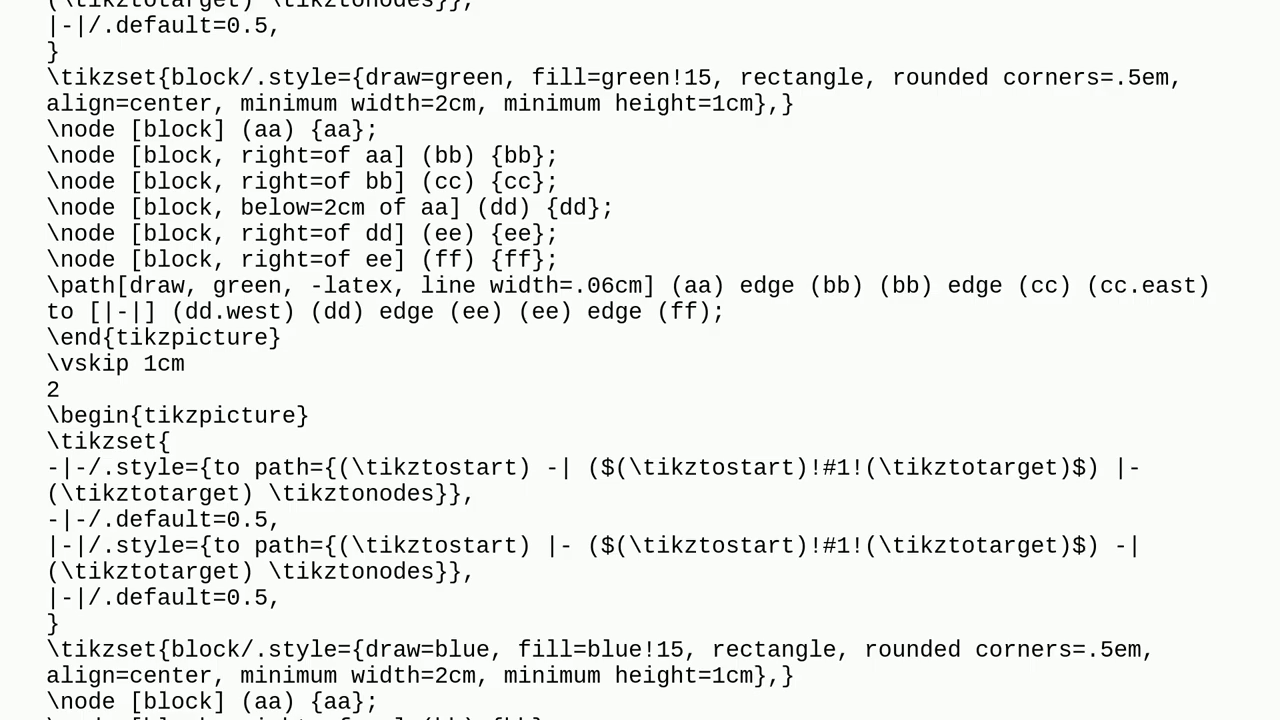 (\tikztotarget) \tikztonodes}},
|-|/.default=0.5,
}
\tikzset{block/.style={draw=green, fill=green!15, rectangle, rounded corners=.5em,
align=center, minimum width=2cm, minimum height=1cm},}
\node [block] (aa) {aa};
\node [block, right=of aa] (bb) {bb};
\node [block, right=of bb] (cc) {cc};
\node [block, below=2cm of aa] (dd) {dd};
\node [block, right=of dd] (ee) {ee};
\node [block, right=of ee] (ff) {ff};
\path[draw, green, -latex, line width=.06cm] (aa) edge (bb) (bb) edge (cc) (cc.east)
to [|-|] (dd.west) (dd) edge (ee) (ee) edge (ff);
\end{tikzpicture}
\vskip 1cm
2
\begin{tikzpicture}
\tikzset{
-|-/.style={to path={(\tikztostart) -| ($(\tikztostart)!#1!(\tikztotarget)$) |-
(\tikztotarget) \tikztonodes}},
-|-/.default=0.5,
|-|/.style={to path={(\tikztostart) |- ($(\tikztostart)!#1!(\tikztotarget)$) -|
(\tikztotarget) \tikztonodes}},
|-|/.default=0.5,
}
\tikzset{block/.style={draw=blue, fill=blue!15, rectangle, rounded corners=.5em,
align=center, minimum width=2cm, minimum height=1cm},}
\node [block] (aa) {aa};